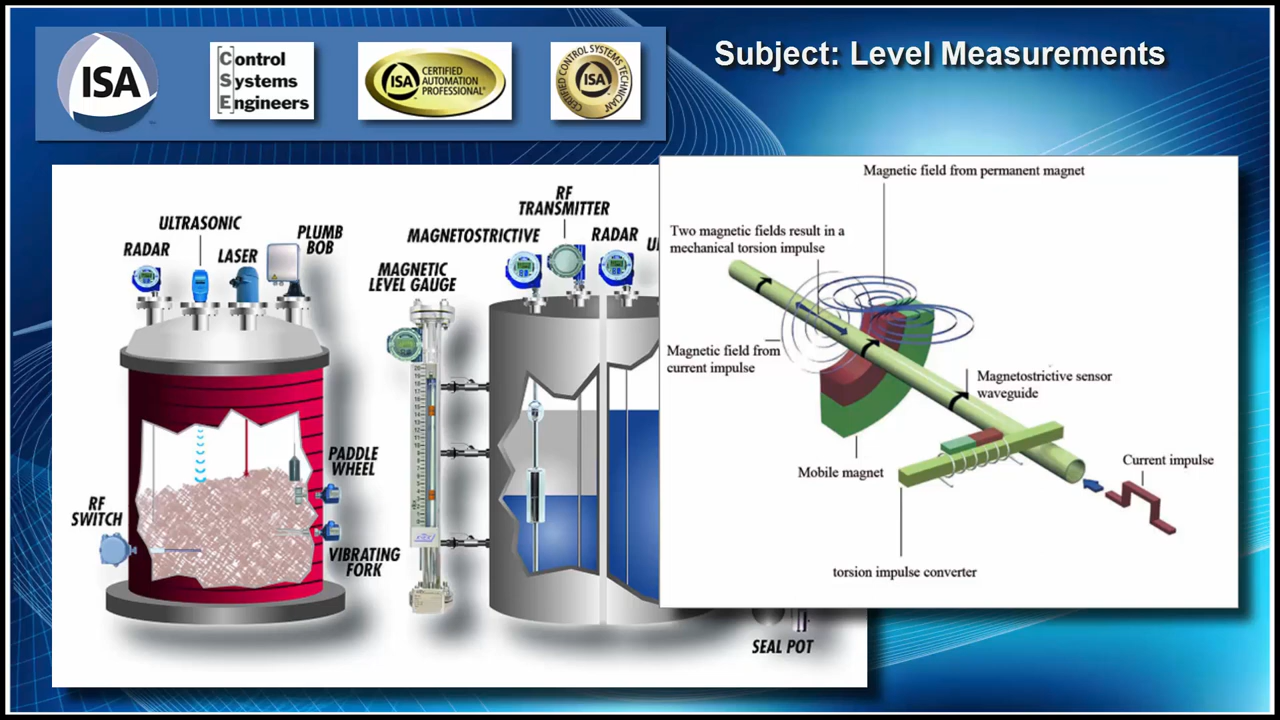 Subject: Level Measurements
ISA
Control
Systems
Engineers
ISA
CERTIFIED
AUTOMATION
PROFESSIONAL®
CERTIFIED CONTROL SYSTEMS TECHNICIAN
ISA
RADAR
ULTRASONIC
LASER
PLUMB
BOB
PADDLE
WHEEL
RF
SWITCH
VIBRATING
FORK
MAGNETIC
LEVEL GAUGE
MAGNETOSTRICTIVE
RF
TRANSMITTER
RADAR
SEAL POT
Magnetic field from permanent magnet
Two magnetic fields result in a
mechanical torsion impulse
Magnetic field from
current impulse
Magnetostrictive sensor
waveguide
Mobile magnet
Current impulse
torsion impulse converter